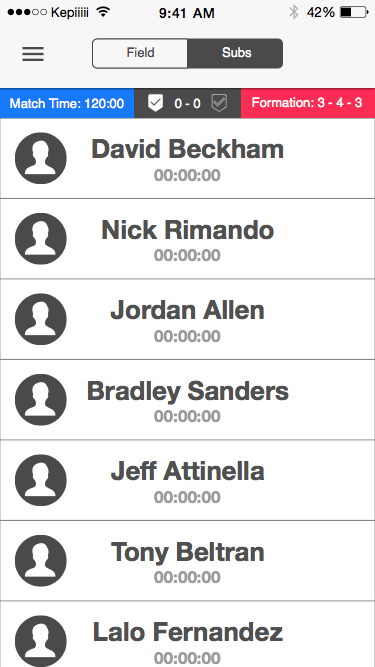 Kepiiiii 9:41 AM 42%
Field Subs
Match Time: 120:00 0 - 0 Formation: 3 - 4 - 3
David Beckham
00:00:00
Nick Rimando
00:00:00
Jordan Allen
00:00:00
Bradley Sanders
00:00:00
Jeff Attinella
00:00:00
Tony Beltran
00:00:00
Lalo Fernandez
00:00:00